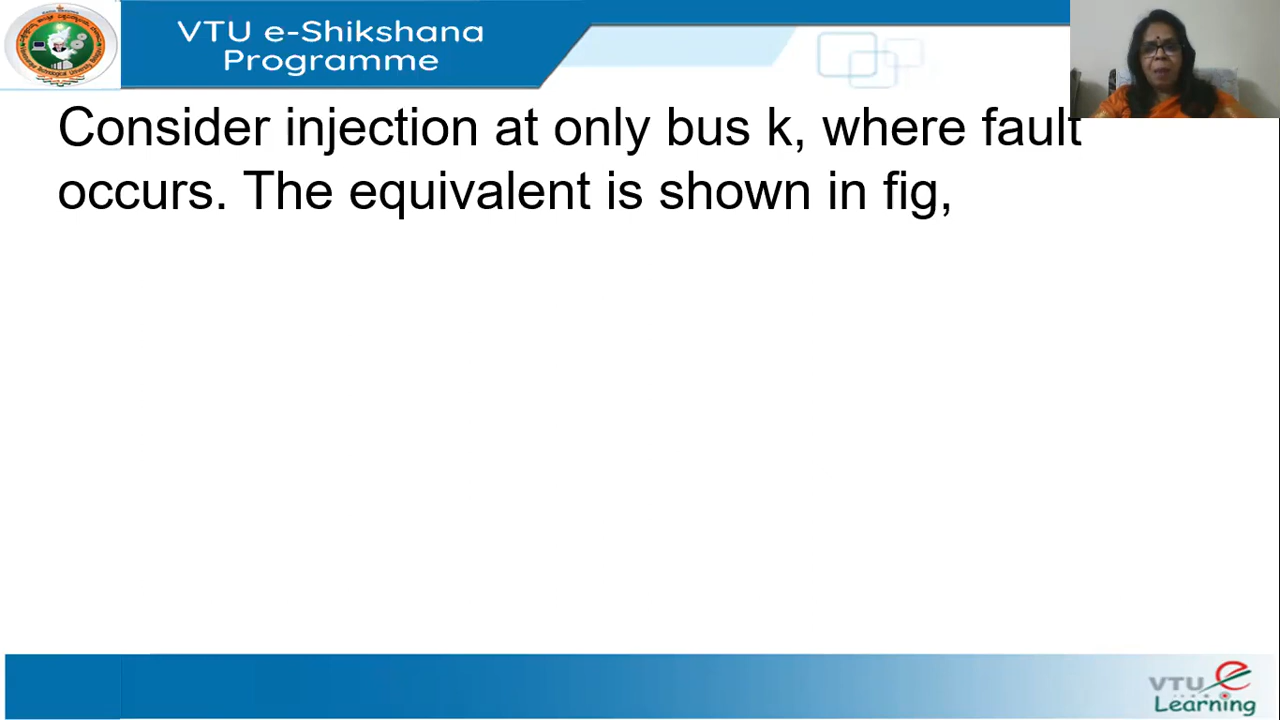 VTU e-Shikshana
Programme
Consider injection at only bus k, where fault
occurs. The equivalent is shown in fig,
VTU e
Learning